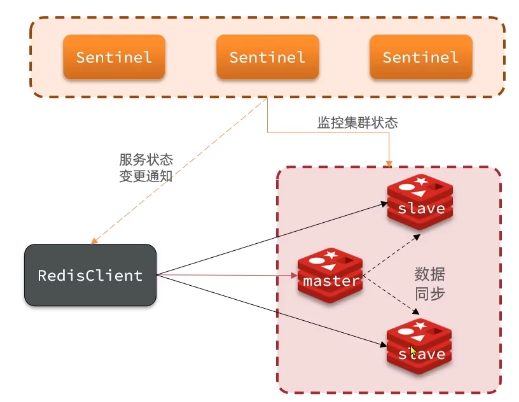 Sentinel
Sentinel
Sentinel
监控集群状态
服务状态
变更通知
slave
RedisClient
master
数据
同步
slave